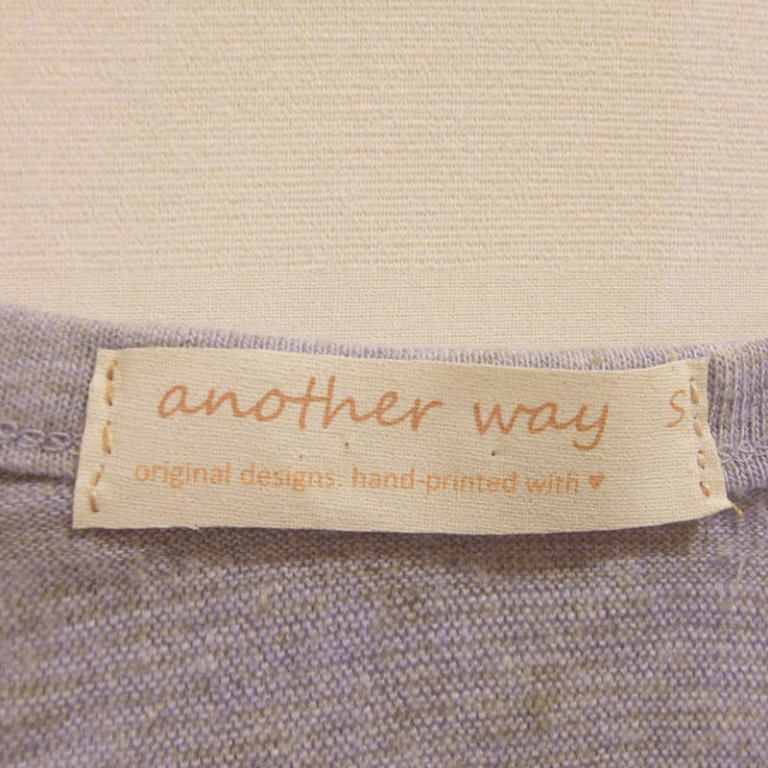 another way S
original designs. hand-printed with ♥